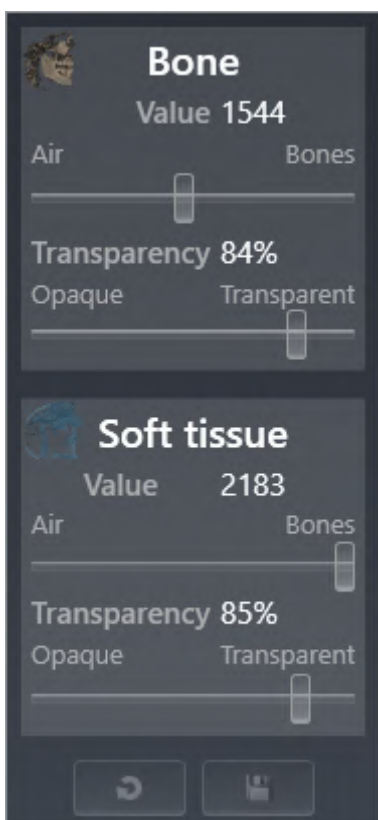 Bone
Value 1544
Air Bones
Transparency 84%
Opaque Transparent
Soft tissue
Value 2183
Air Bones
Transparency 85%
Opaque Transparent